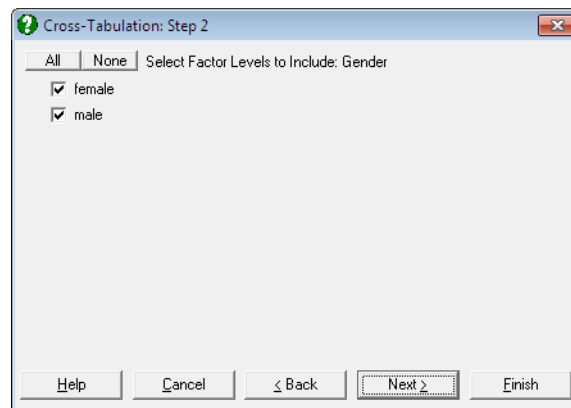 Cross-Tabulation: Step 2
All None Select Factor Levels to Include: Gender
female
male
Help Cancel < Back Next > Finish